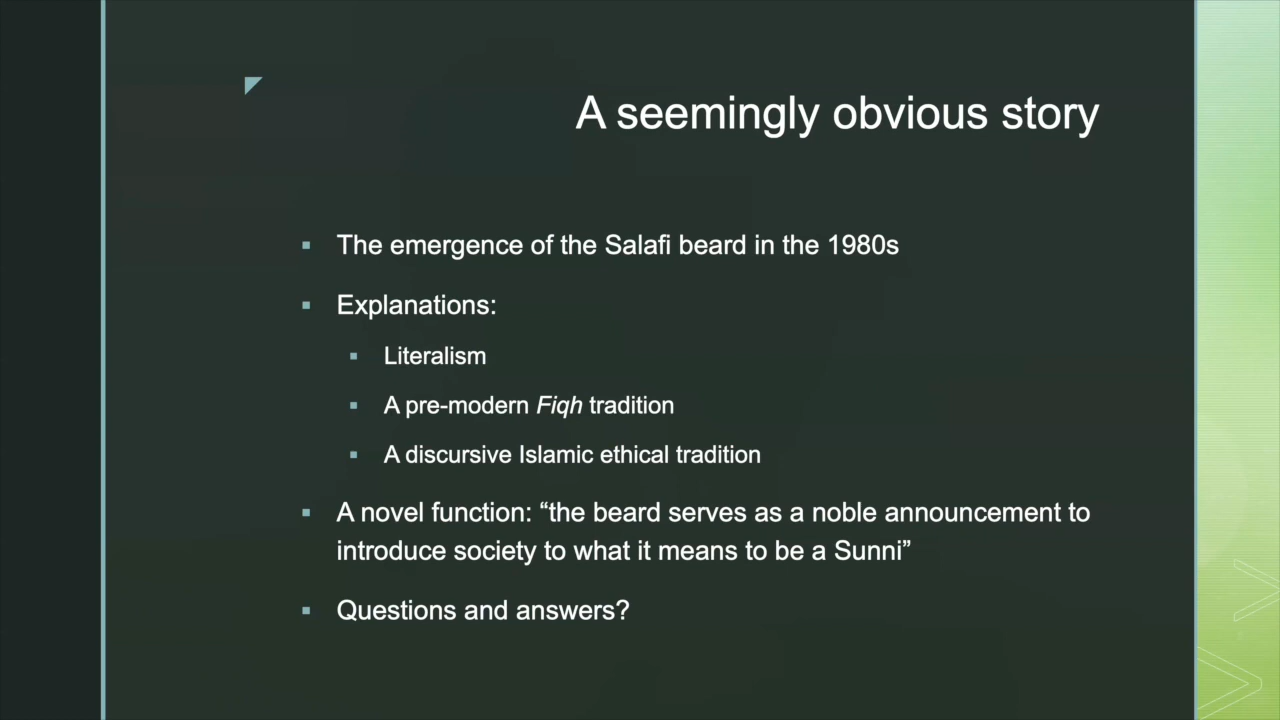 A seemingly obvious story
The emergence of the Salafi beard in the 1980s
Explanations:
Literalism
A pre-modern Fiqh tradition
A discursive Islamic ethical tradition
A novel function: “the beard serves as a noble announcement to
introduce society to what it means to be a Sunni”
Questions and answers?